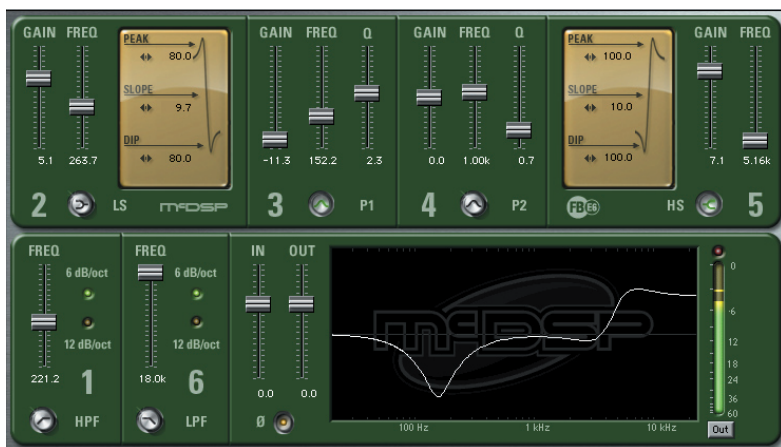 GAIN FREQ
PEAK
80.0
SLOPE
9.7
DIP
80.0
5.1 263.7
2 LS McDSP
GAIN FREQ Q
-11.3 152.2 2.3
3 P1
GAIN FREQ Q
0.0 1.00k 0.7
4 P2
PEAK
100.0
SLOPE
10.0
DIP
100.0
FB E6
GAIN FREQ
7.1 5.16k
HS 5
FREQ
6 dB/oct
12 dB/oct
221.2 1
HPF
FREQ
6 dB/oct
12 dB/oct
18.0k 6
LPF
IN OUT
0.0 0.0
Ø
McDSP
100 Hz 1 kHz 10 kHz
0
6
12
18
24
36
60
Out